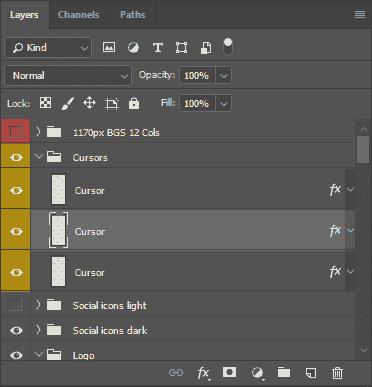 Layers Channels Paths
Kind
Normal Opacity: 100%
Lock: Fill: 100%
1170px BGS 12 Cols
Cursors
Cursor fx
Cursor fx
Cursor fx
Social icons light
Social icons dark
Logo
fx